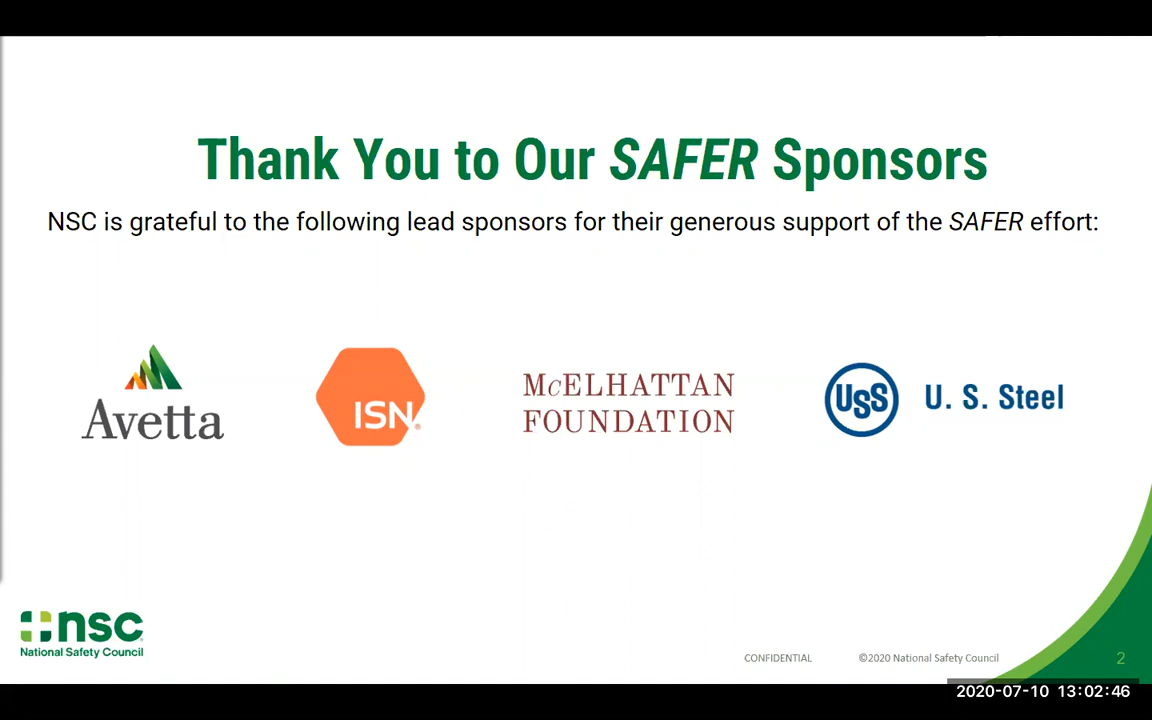 Thank You to Our SAFER Sponsors
NSC is grateful to the following lead sponsors for their generous support of the SAFER effort:
Avetta
ISN®
McELHATTAN
FOUNDATION
USS
U. S. Steel
nsc
National Safety Council
CONFIDENTIAL
©2020 National Safety Council
2
2020-07-10 13:02:46